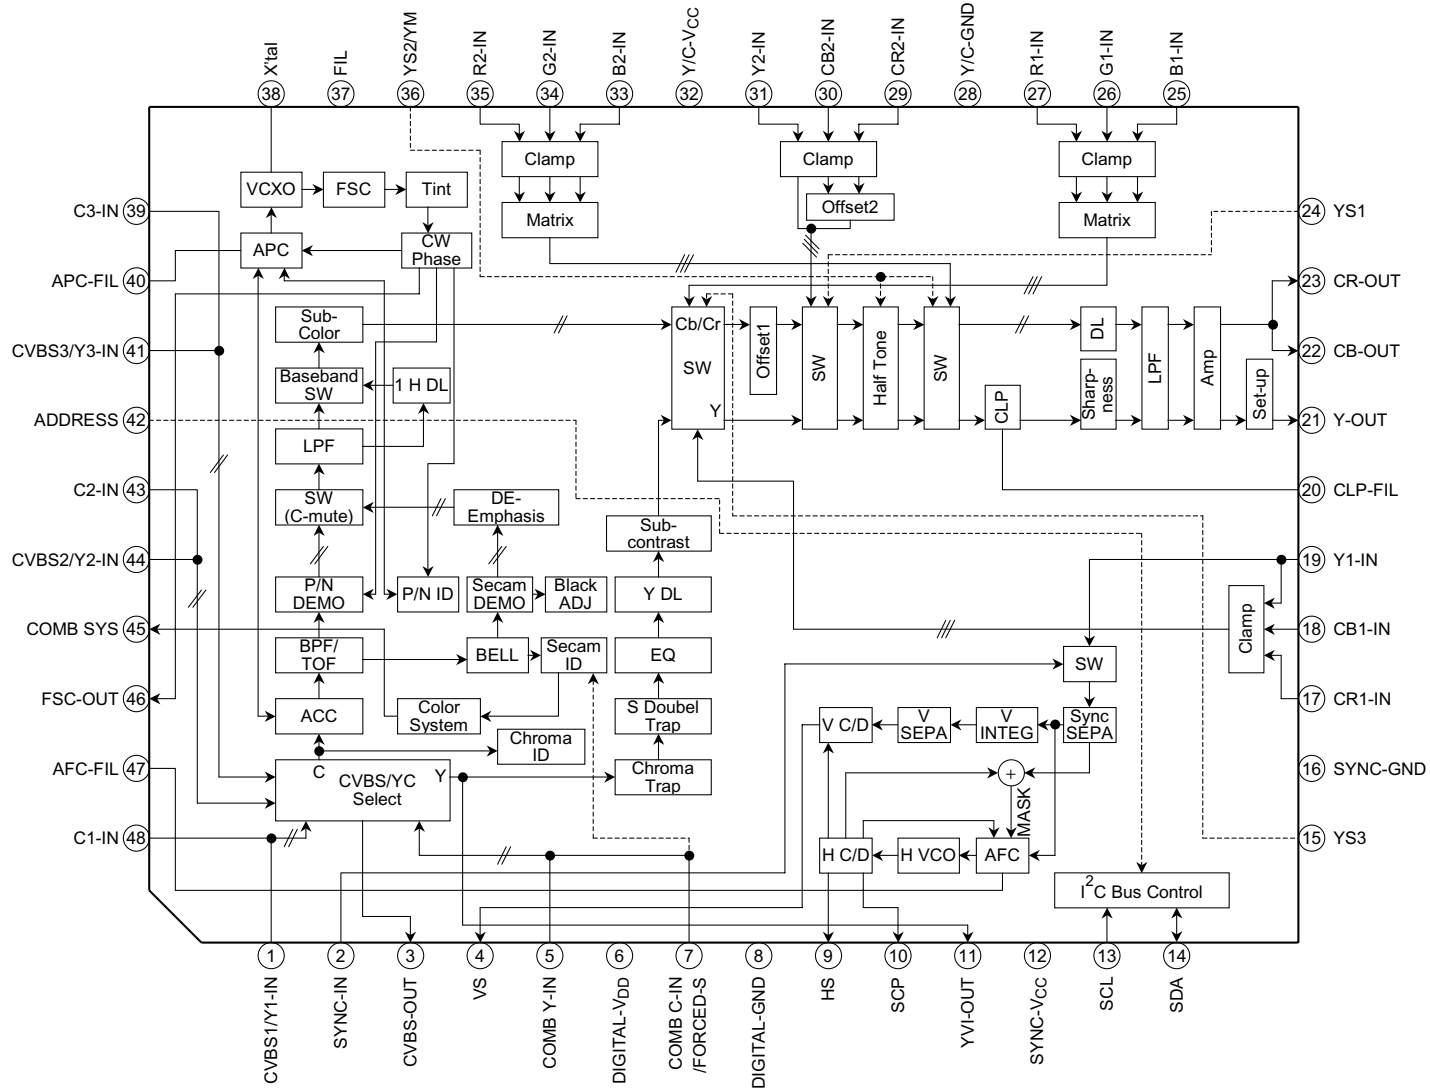 X'tal
FIL
YS2/YM
R2-IN
G2-IN
B2-IN
Y/C-VCC
Y2-IN
CB2-IN
CR2-IN
Y/C-GND
R1-IN
G1-IN
B1-IN
38
37
36
35
34
33
32
31
30
29
28
27
26
25
C3-IN 39
APC-FIL 40
CVBS3/Y3-IN 41
ADDRESS 42
C2-IN 43
CVBS2/Y2-IN 44
COMB SYS 45
FSC-OUT 46
AFC-FIL 47
C1-IN 48
VCXO
FSC
Tint
APC
CW
Phase
Sub-
Color
Baseband
SW
1 H DL
LPF
SW
(C-mute)
DE-
Emphasis
P/N
DEMO
P/N ID
Secam
DEMO
Black
ADJ
BPF/
TOF
BELL
Secam
ID
ACC
Color
System
Chroma
ID
C
CVBS/YC
Select
Y
Clamp
Matrix
Clamp
Offset2
Clamp
Matrix
Cb/Cr
SW
Y
Offset1
SW
Half Tone
SW
CLP
DL
Sharp-
ness
LPF
Amp
Set-up
Sub-
contrast
Y DL
EQ
S Doubel
Trap
Chroma
Trap
Clamp
SW
V C/D
V
SEPA
V
INTEG
Sync
SEPA
+
MASK
H C/D
H VCO
AFC
I2C Bus Control
24 YS1
23 CR-OUT
22 CB-OUT
21 Y-OUT
20 CLP-FIL
19 Y1-IN
18 CB1-IN
17 CR1-IN
16 SYNC-GND
15 YS3
1
2
3
4
5
6
7
8
9
10
11
12
13
14
CVBS1/Y1-IN
SYNC-IN
CVBS-OUT
VS
COMB Y-IN
DIGITAL-VDD
COMB C-IN
/FORCED-S
DIGITAL-GND
HS
SCP
YVI-OUT
SYNC-VCC
SCL
SDA